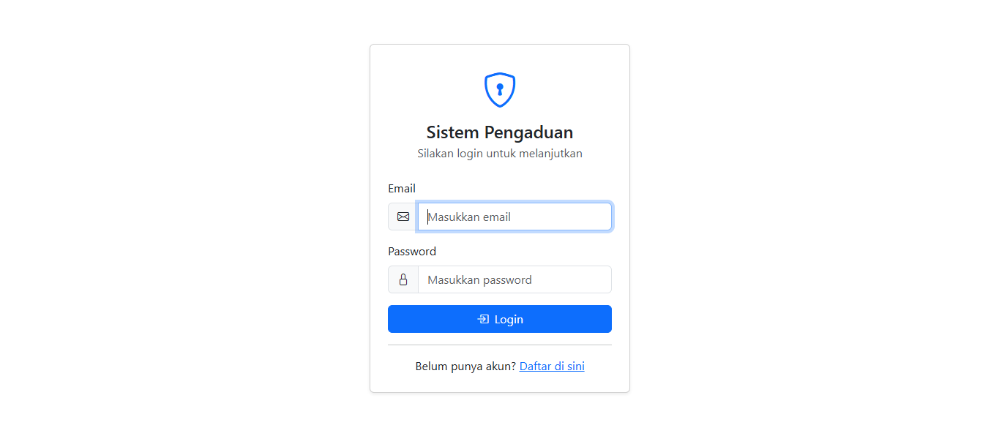 Sistem Pengaduan
Silakan login untuk melanjutkan
Email
Masukkan email
Password
Masukkan password
Login
Belum punya akun? Daftar di sini